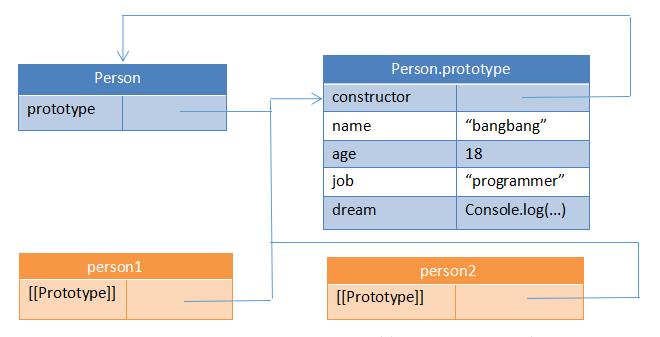 Person
prototype
Person.prototype
constructor
name “bangbang”
age 18
job “programmer”
dream Console.log(...)
person1
[[Prototype]]
person2
[[Prototype]]